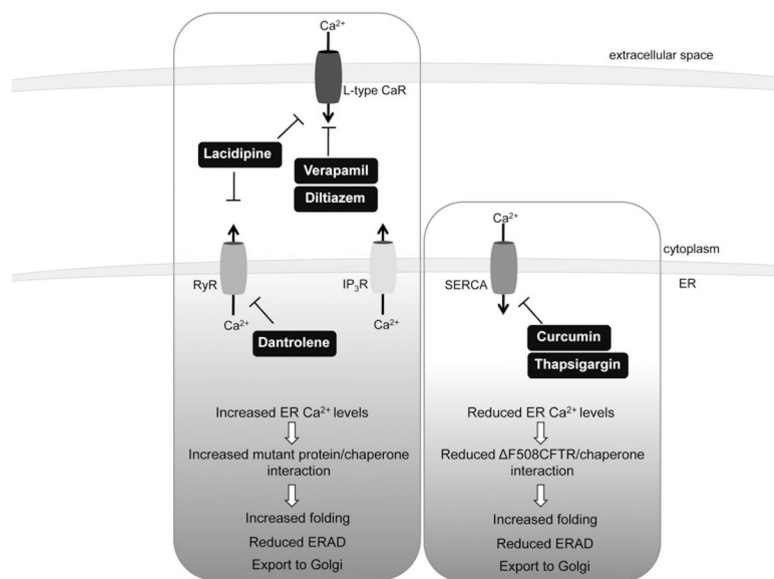 Ca²⁺
extracellular space
L-type CaR
Lacidipine
Verapamil
Diltiazem
Ca²⁺
cytoplasm
RyR
IP₃R
SERCA
ER
Ca²⁺
Ca²⁺
Dantrolene
Curcumin
Thapsigargin
Increased ER Ca²⁺ levels
Increased mutant protein/chaperone
interaction
Increased folding
Reduced ERAD
Export to Golgi
Reduced ER Ca²⁺ levels
Reduced ΔF508CFTR/chaperone
interaction
Increased folding
Reduced ERAD
Export to Golgi